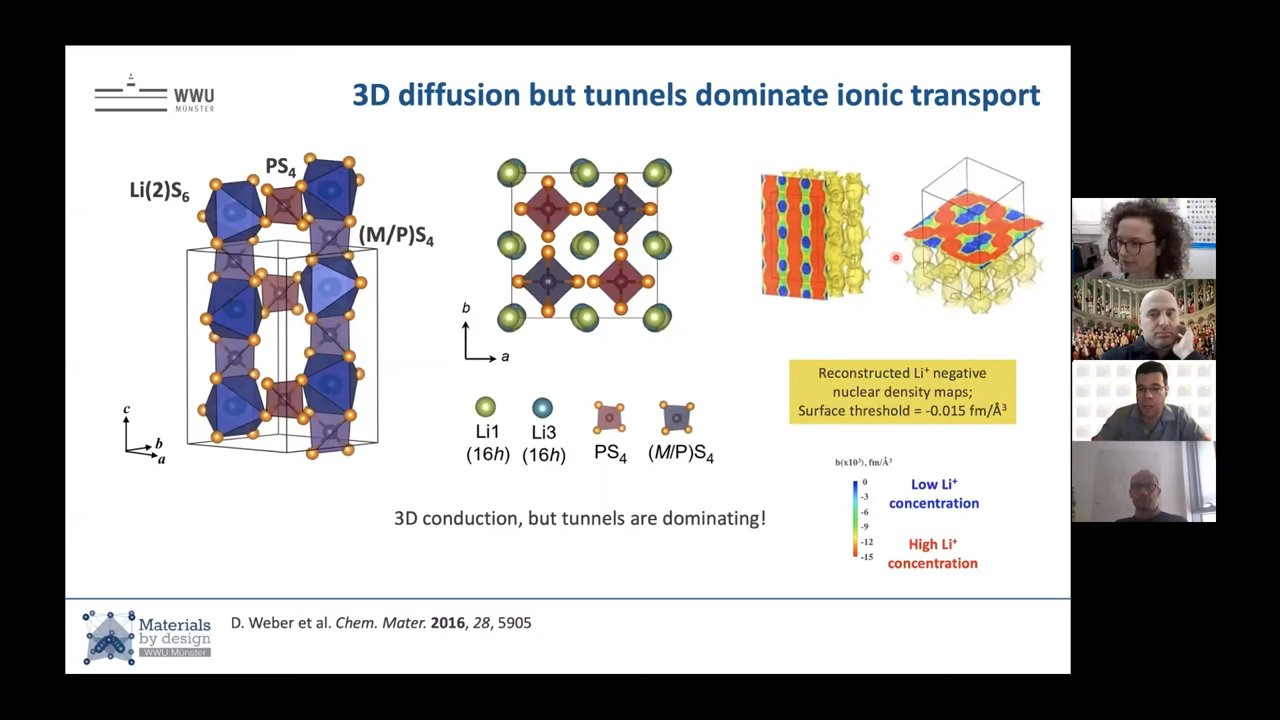 WWU
MÜNSTER
3D diffusion but tunnels dominate ionic transport
PS₄
Li(2)S₆
(M/P)S₄
c
b
a
b
a
Li1
(16h)
Li3
(16h)
PS₄
(M/P)S₄
Reconstructed Li⁺ negative
nuclear density maps;
Surface threshold = -0.015 fm/Å³
b(x10³), fm/Å³
0
-3
-6
-9
-12
-15
Low Li⁺
concentration
High Li⁺
concentration
3D conduction, but tunnels are dominating!
Materials
by design
WWU Münster
D. Weber et al. Chem. Mater. 2016, 28, 5905